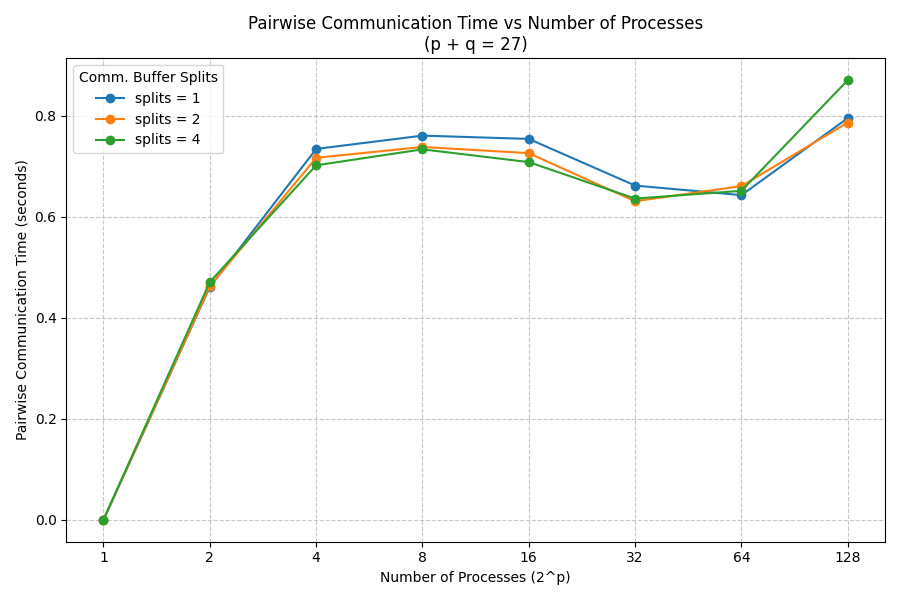 Pairwise Communication Time vs Number of Processes
(p + q = 27)
Comm. Buffer Splits
splits = 1
splits = 2
splits = 4
Pairwise Communication Time (seconds)
0.8
0.6
0.4
0.2
0.0
1 2 4 8 16 32 64 128
Number of Processes (2^p)